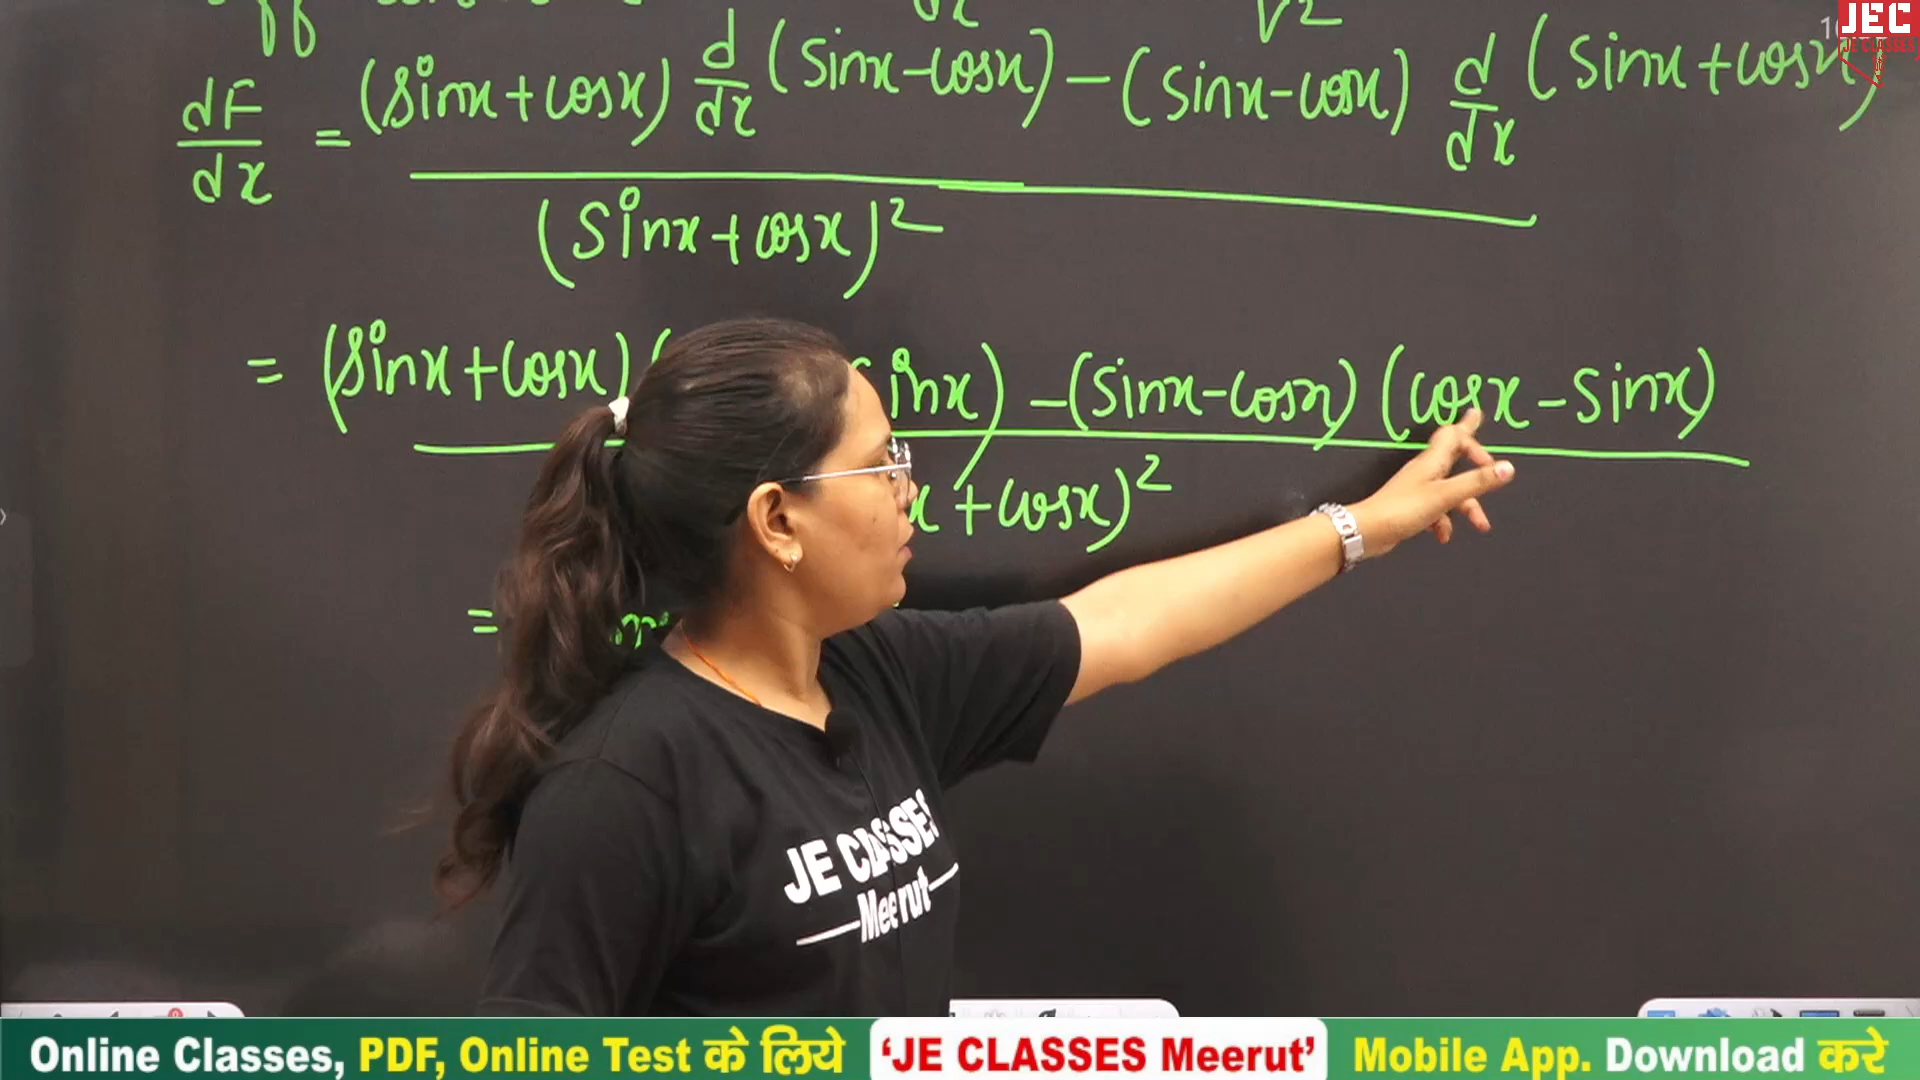 JEC
JE CLASSES
dF/dx = (sinx+cosx) d/dx (sinx-cosx) - (sinx-cosx) d/dx (sinx+cosx)
(sinx+cosx)²
= (sinx+cosx)( sinx) - (sinx-cosx) (cosx-sinx)
x+cosx)²
=
JE CLASSES
Meerut
Online Classes, PDF, Online Test के लिये 'JE CLASSES Meerut' Mobile App. Download करे